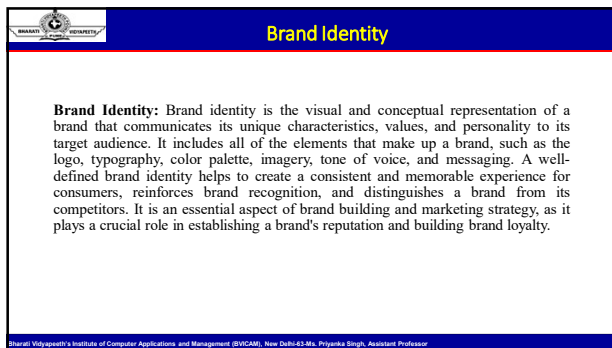 BHARATI
VIDYAPEETH
Brand Identity
Brand Identity: Brand identity is the visual and conceptual representation of a
brand that communicates its unique characteristics, values, and personality to its
target audience. It includes all of the elements that make up a brand, such as the
logo, typography, color palette, imagery, tone of voice, and messaging. A well-
defined brand identity helps to create a consistent and memorable experience for
consumers, reinforces brand recognition, and distinguishes a brand from its
competitors. It is an essential aspect of brand building and marketing strategy, as it
plays a crucial role in establishing a brand's reputation and building brand loyalty.
Bharati Vidyapeeth's Institute of Computer Applications and Management (BVICAM), New Delhi-63-Ms. Priyanka Singh, Assistant Professor